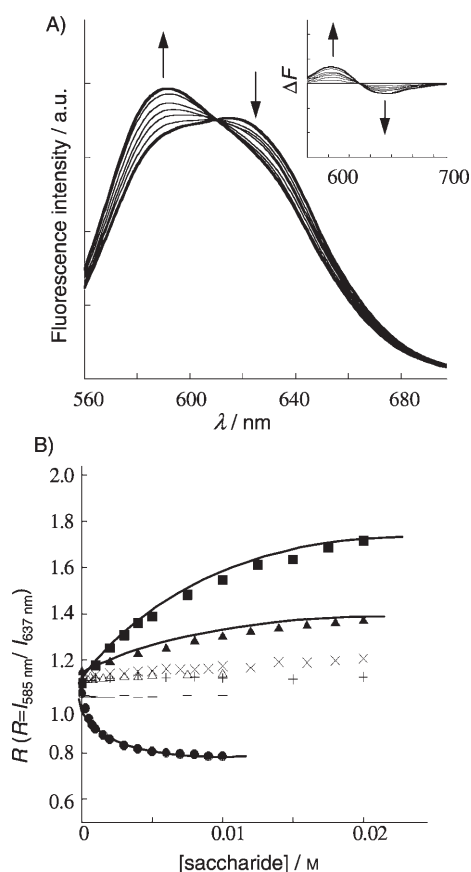 A)
Fluorescence intensity / a.u.
ΔF
600 700
560 600 640 680
λ / nm
B)
R (R=I585 nm/ I637 nm)
2.0
1.8
1.6
1.4
1.2
1.0
0.8
0.6
0 0.01 0.02
[saccharide] / M